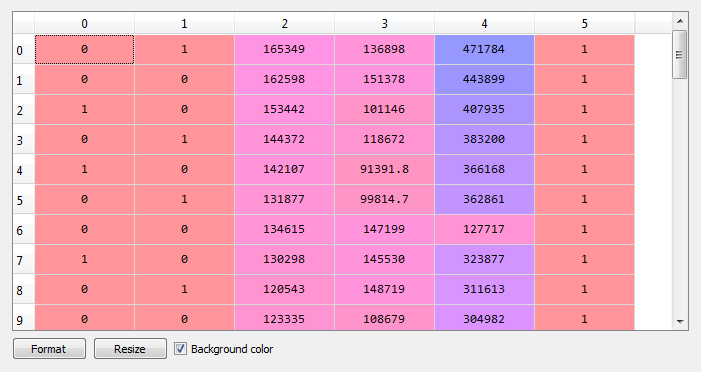 0 1 2 3 4 5
0 0 1 165349 136898 471784 1
1 0 0 162598 151378 443899 1
2 1 0 153442 101146 407935 1
3 0 1 144372 118672 383200 1
4 1 0 142107 91391.8 366168 1
5 0 1 131877 99814.7 362861 1
6 0 0 134615 147199 127717 1
7 1 0 130298 145530 323877 1
8 0 1 120543 148719 311613 1
9 0 0 123335 108679 304982 1
Format Resize Background color